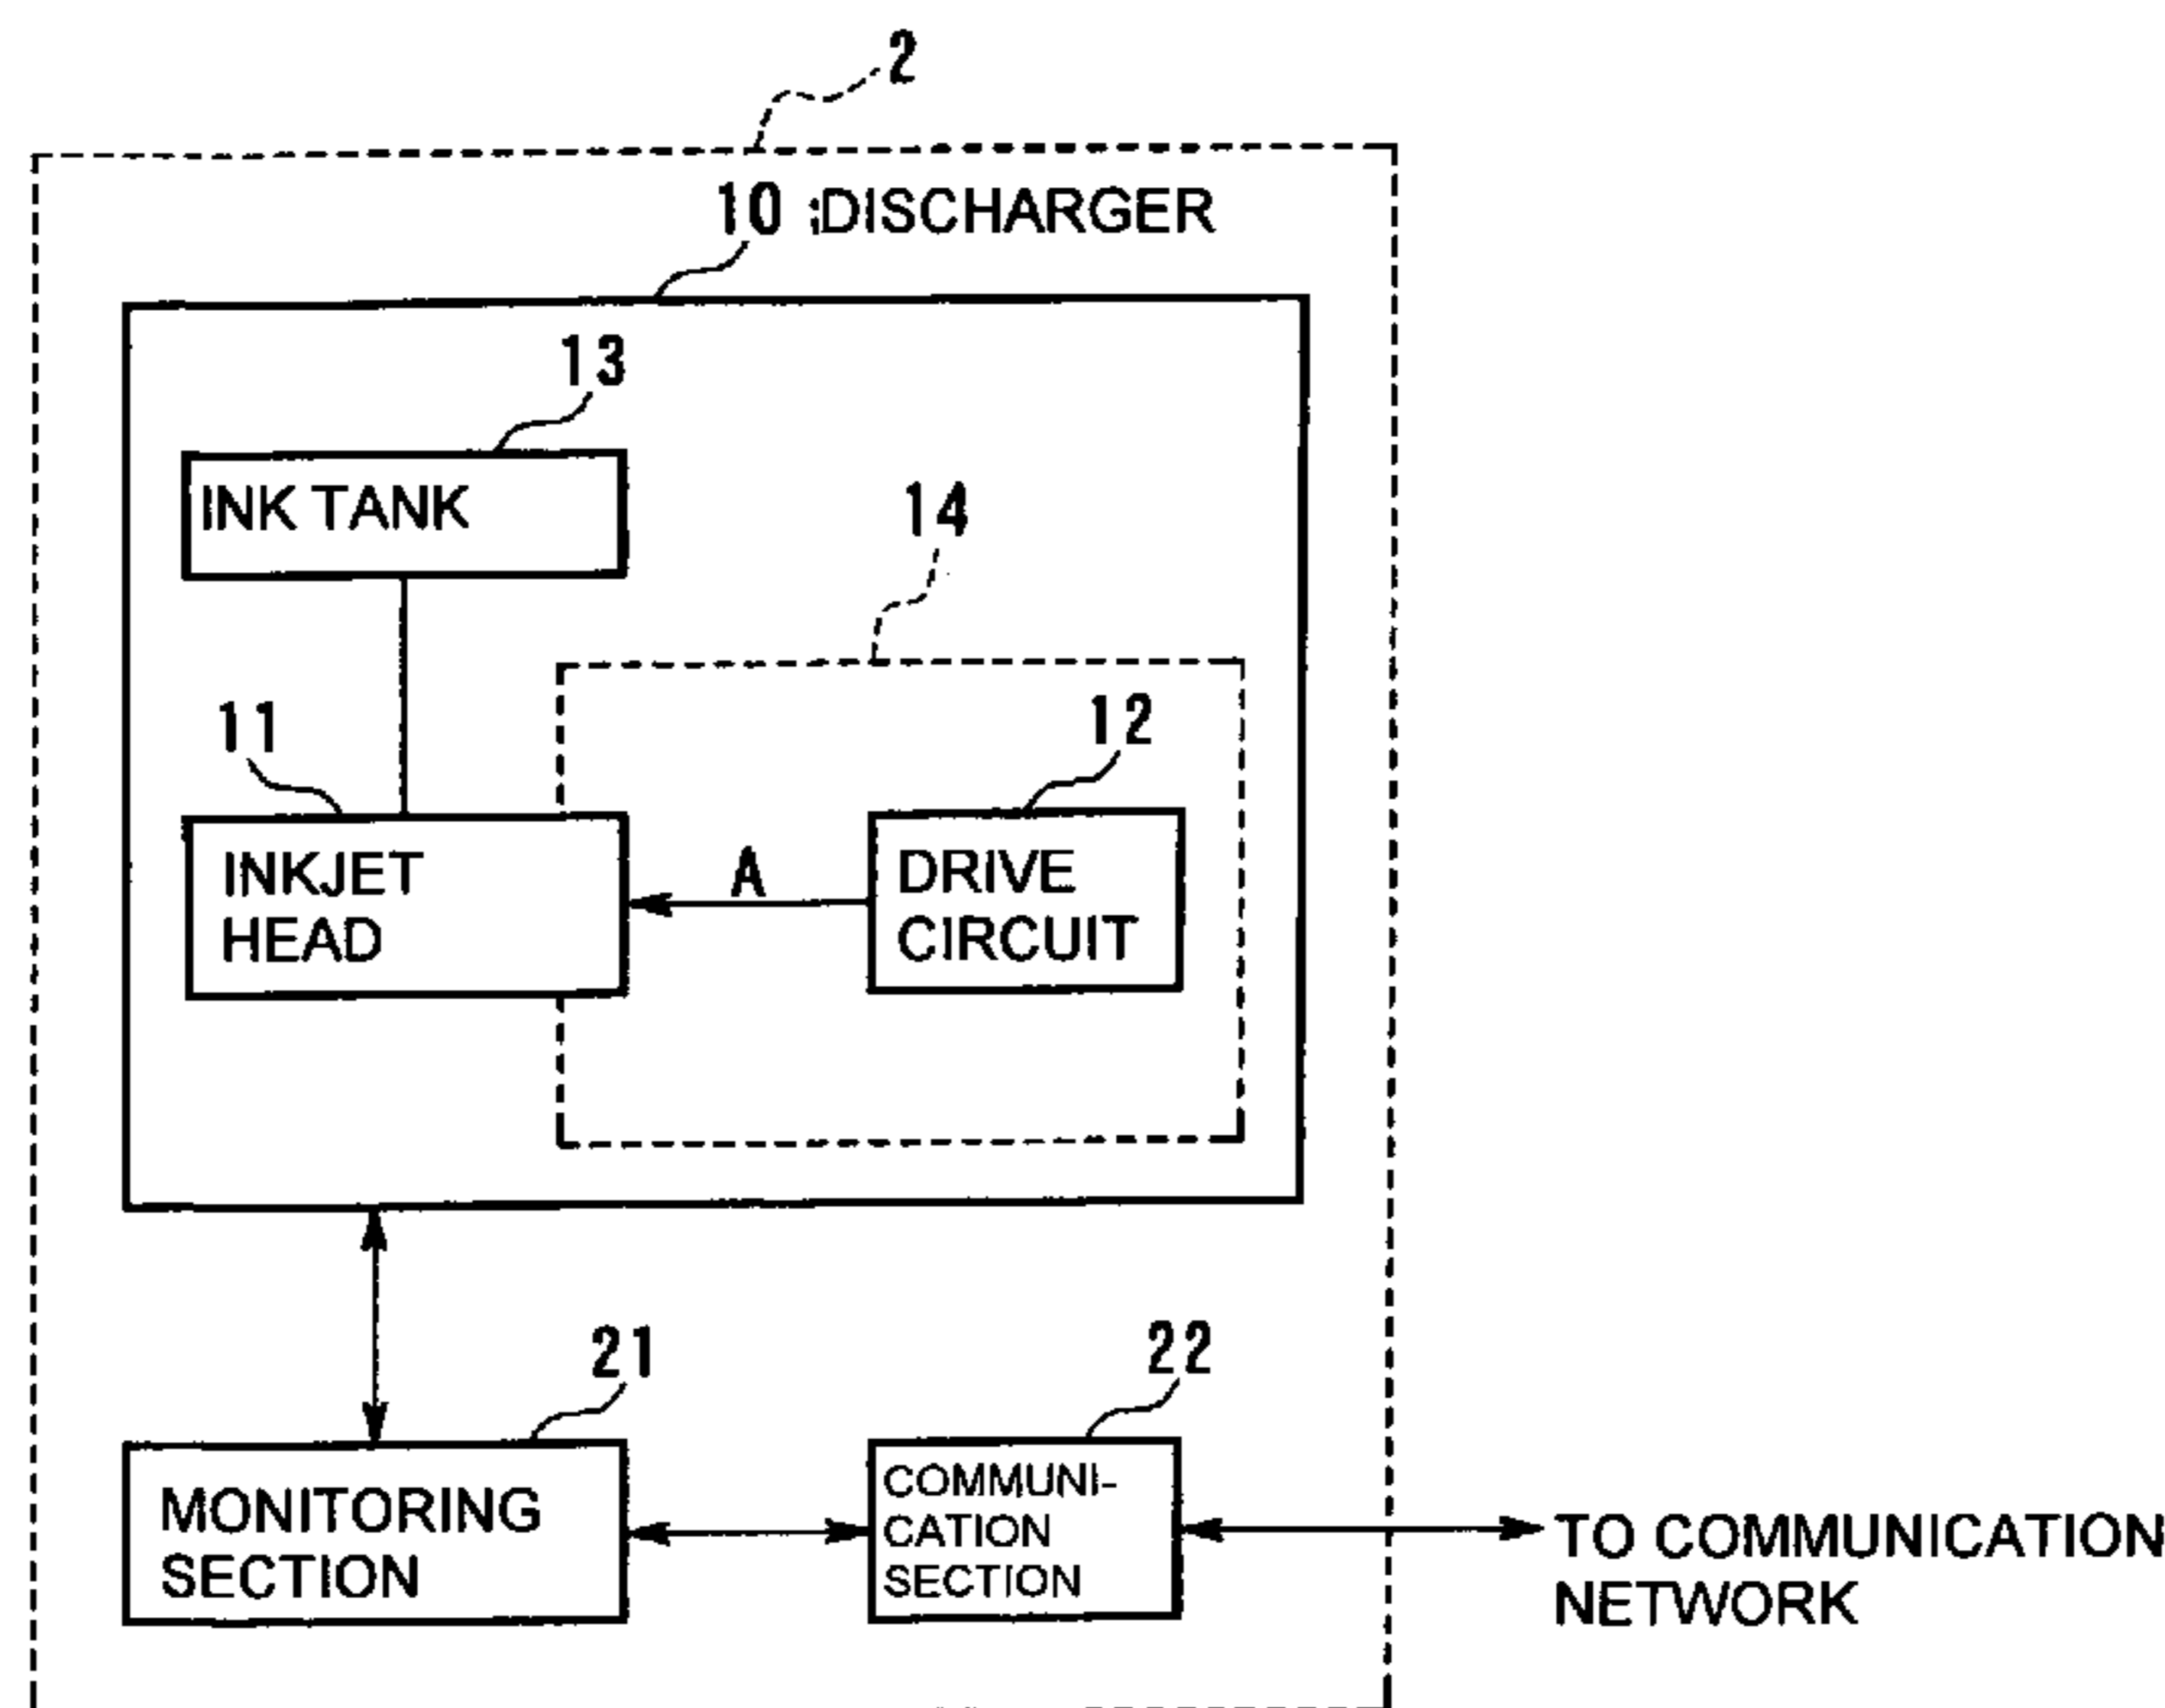 2
10 :DISCHARGER
13
INK TANK
14
11
12
INKJET
HEAD
A
DRIVE
CIRCUIT
21
22
MONITORING
SECTION
COMMUNI-
CATION
SECTION
TO COMMUNICATION
NETWORK